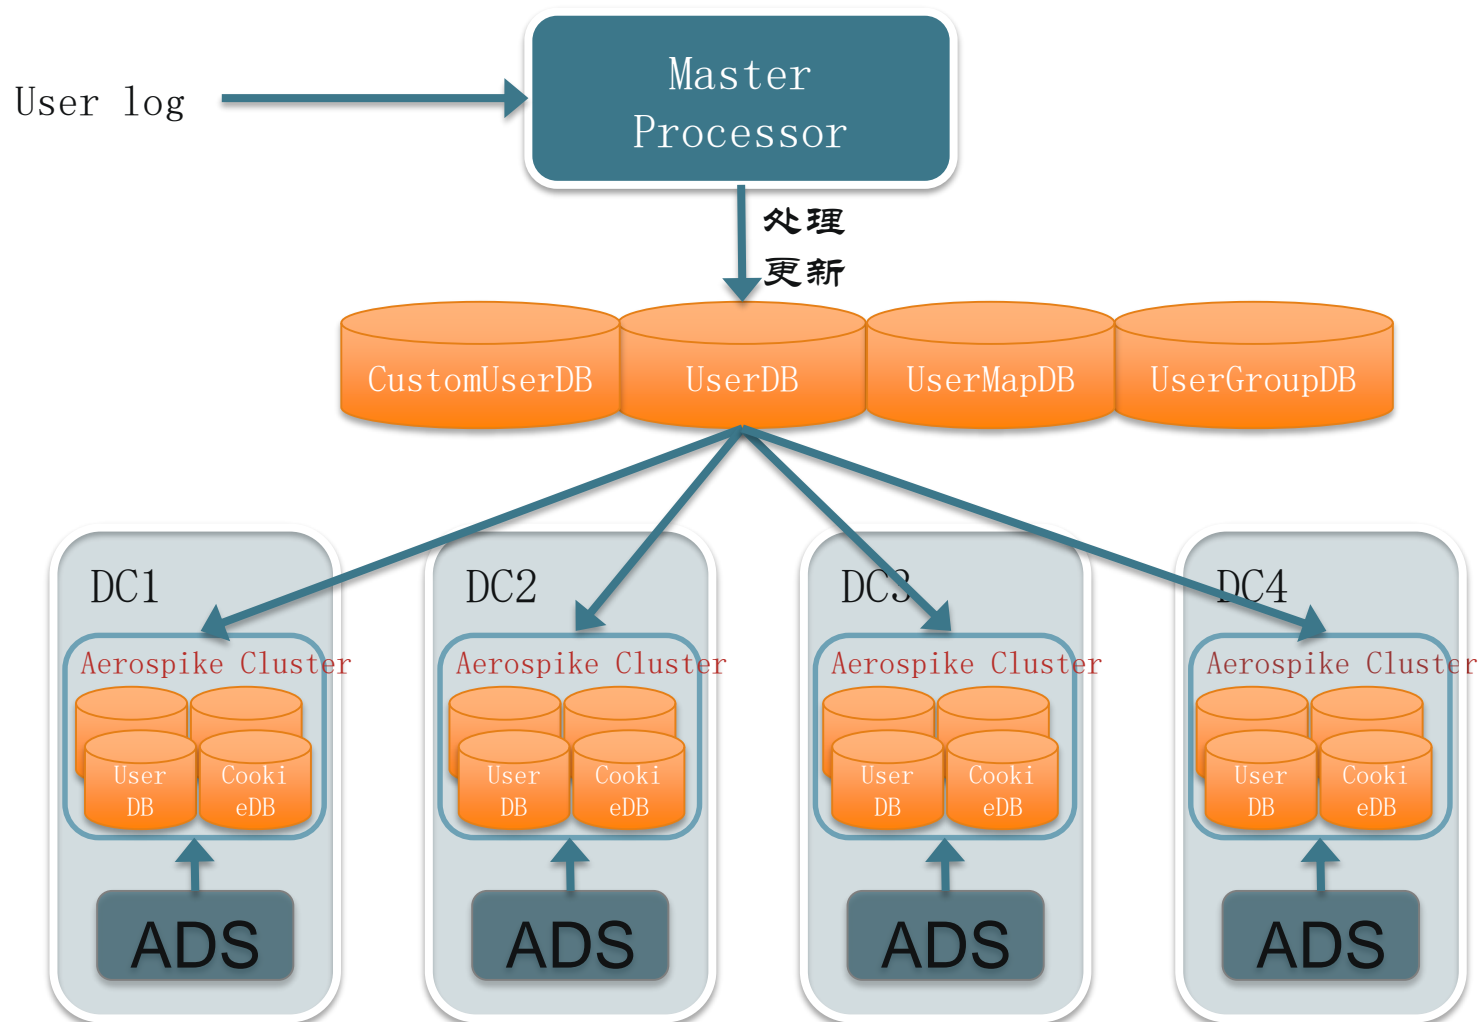 User log
Master
Processor
处理
更新
CustomUserDB
UserDB
UserMapDB
UserGroupDB
DC1
DC2
DC3
DC4
Aerospike Cluster
Aerospike Cluster
Aerospike Cluster
Aerospike Cluster
User
DB
Cooki
eDB
User
DB
Cooki
eDB
User
DB
Cooki
eDB
User
DB
Cooki
eDB
ADS
ADS
ADS
ADS